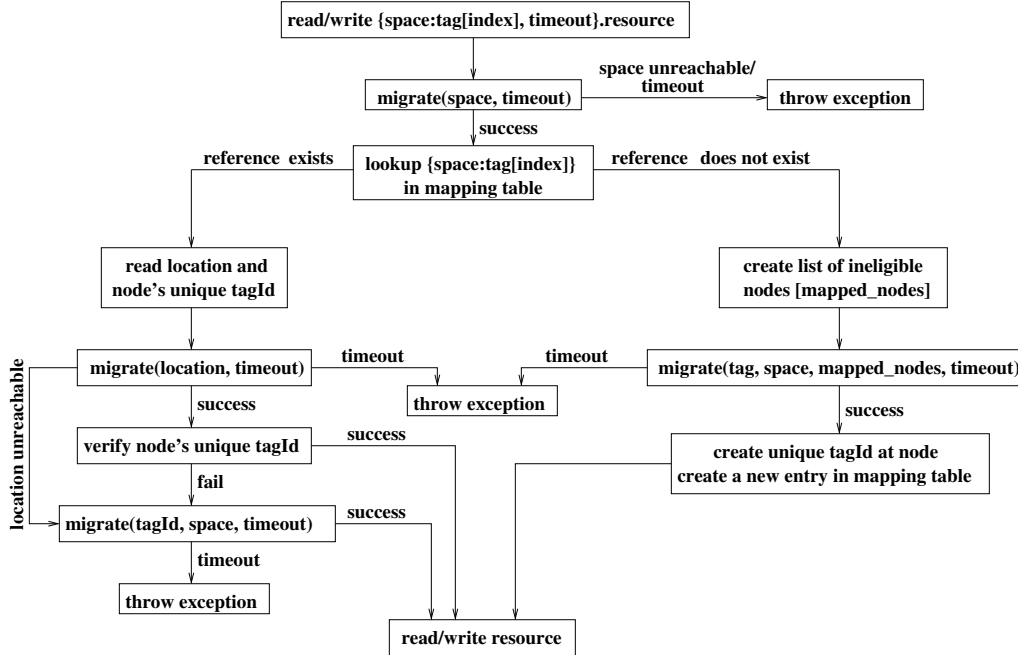 read/write {space:tag[index], timeout}.resource
space unreachable/
timeout
migrate(space, timeout)
throw exception
success
reference exists
lookup {space:tag[index]}
in mapping table
reference does not exist
read location and
node's unique tagId
create list of ineligible
nodes [mapped_nodes]
location unreachable
migrate(location, timeout)
timeout
timeout
migrate(tag, space, mapped_nodes, timeout)
throw exception
success
success
verify node's unique tagId
success
create unique tagId at node
create a new entry in mapping table
fail
migrate(tagId, space, timeout)
success
timeout
throw exception
read/write resource